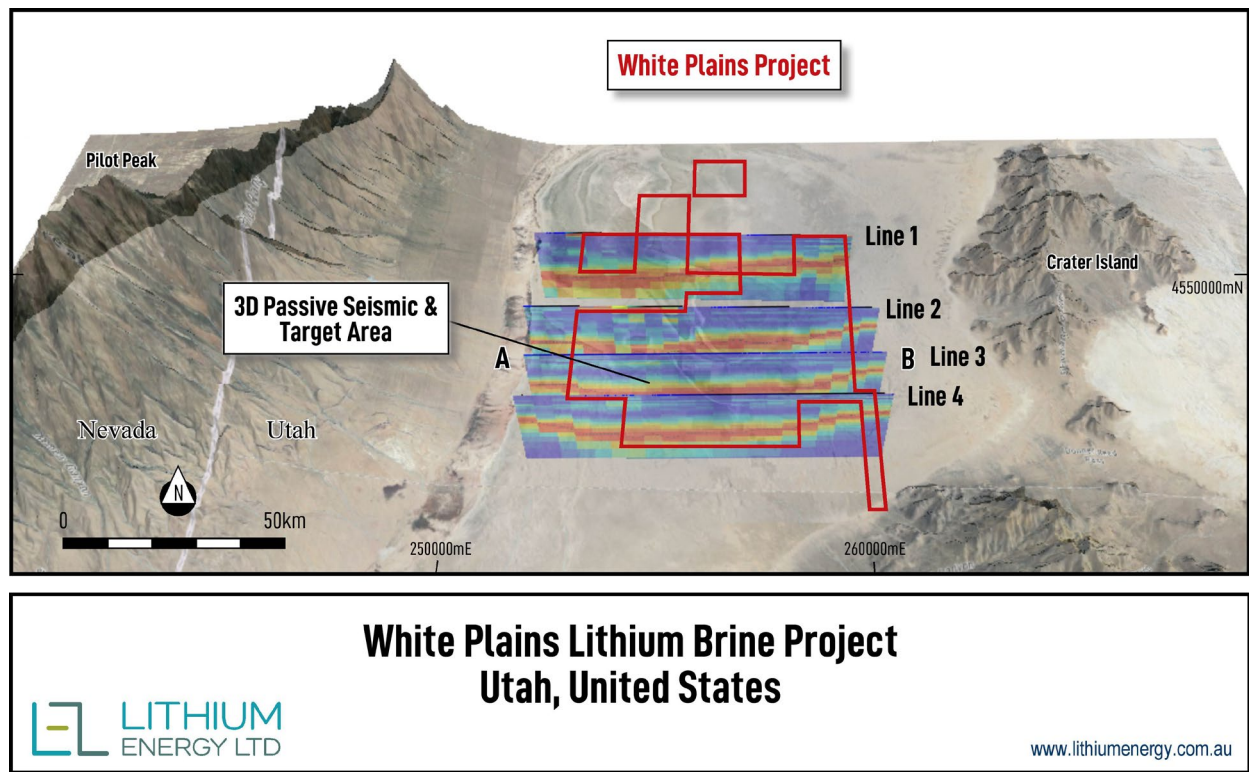 White Plains Project
Pilot Peak
Line 1
Crater Island
4550000mN
3D Passive Seismic &
Target Area
Line 2
A
B
Line 3
Line 4
Nevada
Utah
N
0
50km
250000mE
260000mE
White Plains Lithium Brine Project
Utah, United States
LITHIUM
ENERGY LTD
www.lithiumenergy.com.au